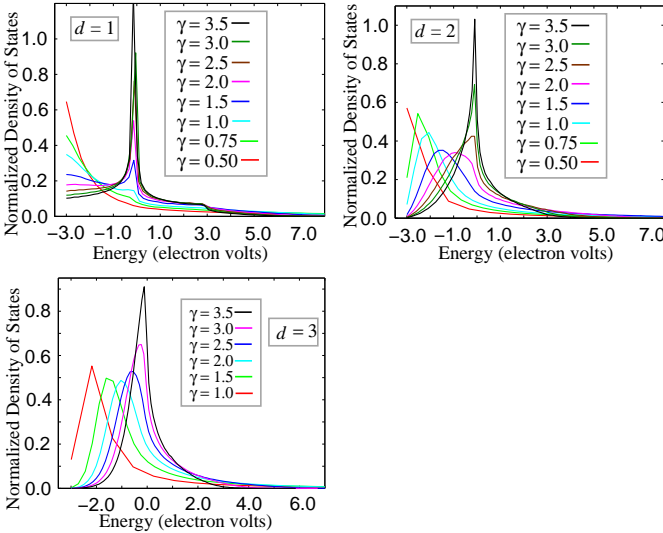 Normalized Density of States
1.2
1.0
0.8
0.6
0.4
0.2
0.0
d = 1
γ = 3.5
γ = 3.0
γ = 2.5
γ = 2.0
γ = 1.5
γ = 1.0
γ = 0.75
γ = 0.50
−3.0 −1.0 1.0 3.0 5.0 7.0
Energy (electron volts)
Normalized Density of States
1.0
0.8
0.6
0.4
0.2
0.0
d = 2
γ = 3.5
γ = 3.0
γ = 2.5
γ = 2.0
γ = 1.5
γ = 1.0
γ = 0.75
γ = 0.50
−3.0 −1.0 1.0 3.0 5.0 7.0
Energy (electron volts)
Normalized Density of States
0.8
0.6
0.4
0.2
0.0
γ = 3.5
γ = 3.0
γ = 2.5
γ = 2.0
γ = 1.5
γ = 1.0
d = 3
−2.0 0.0 2.0 4.0 6.0
Energy (electron volts)